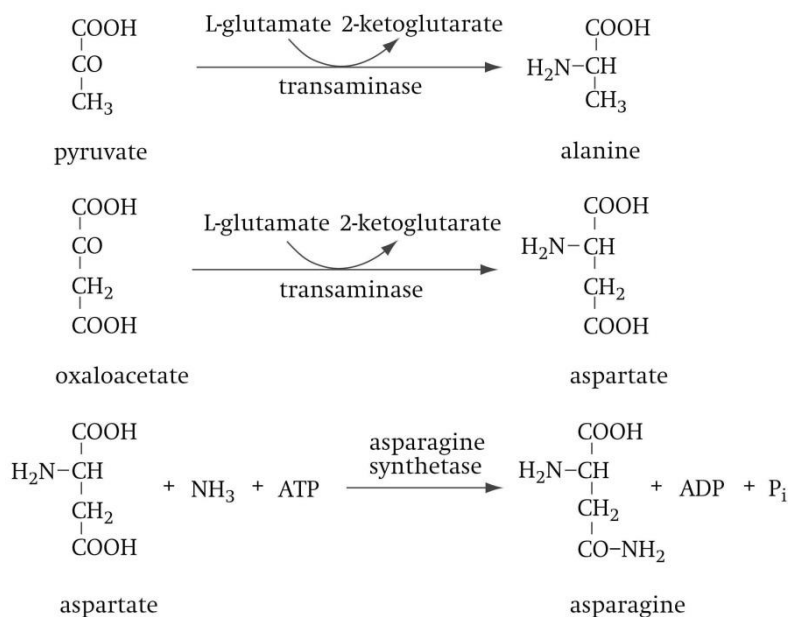 COOH L-glutamate 2-ketoglutarate COOH
CO H₂N–CH
CH₃ transaminase CH₃
pyruvate alanine
COOH L-glutamate 2-ketoglutarate COOH
CO H₂N–CH
CH₂ transaminase CH₂
COOH COOH
oxaloacetate aspartate
COOH asparagine COOH
H₂N–CH + NH₃ + ATP synthetase H₂N–CH + ADP + Pᵢ
CH₂ CH₂
COOH CO–NH₂
aspartate asparagine